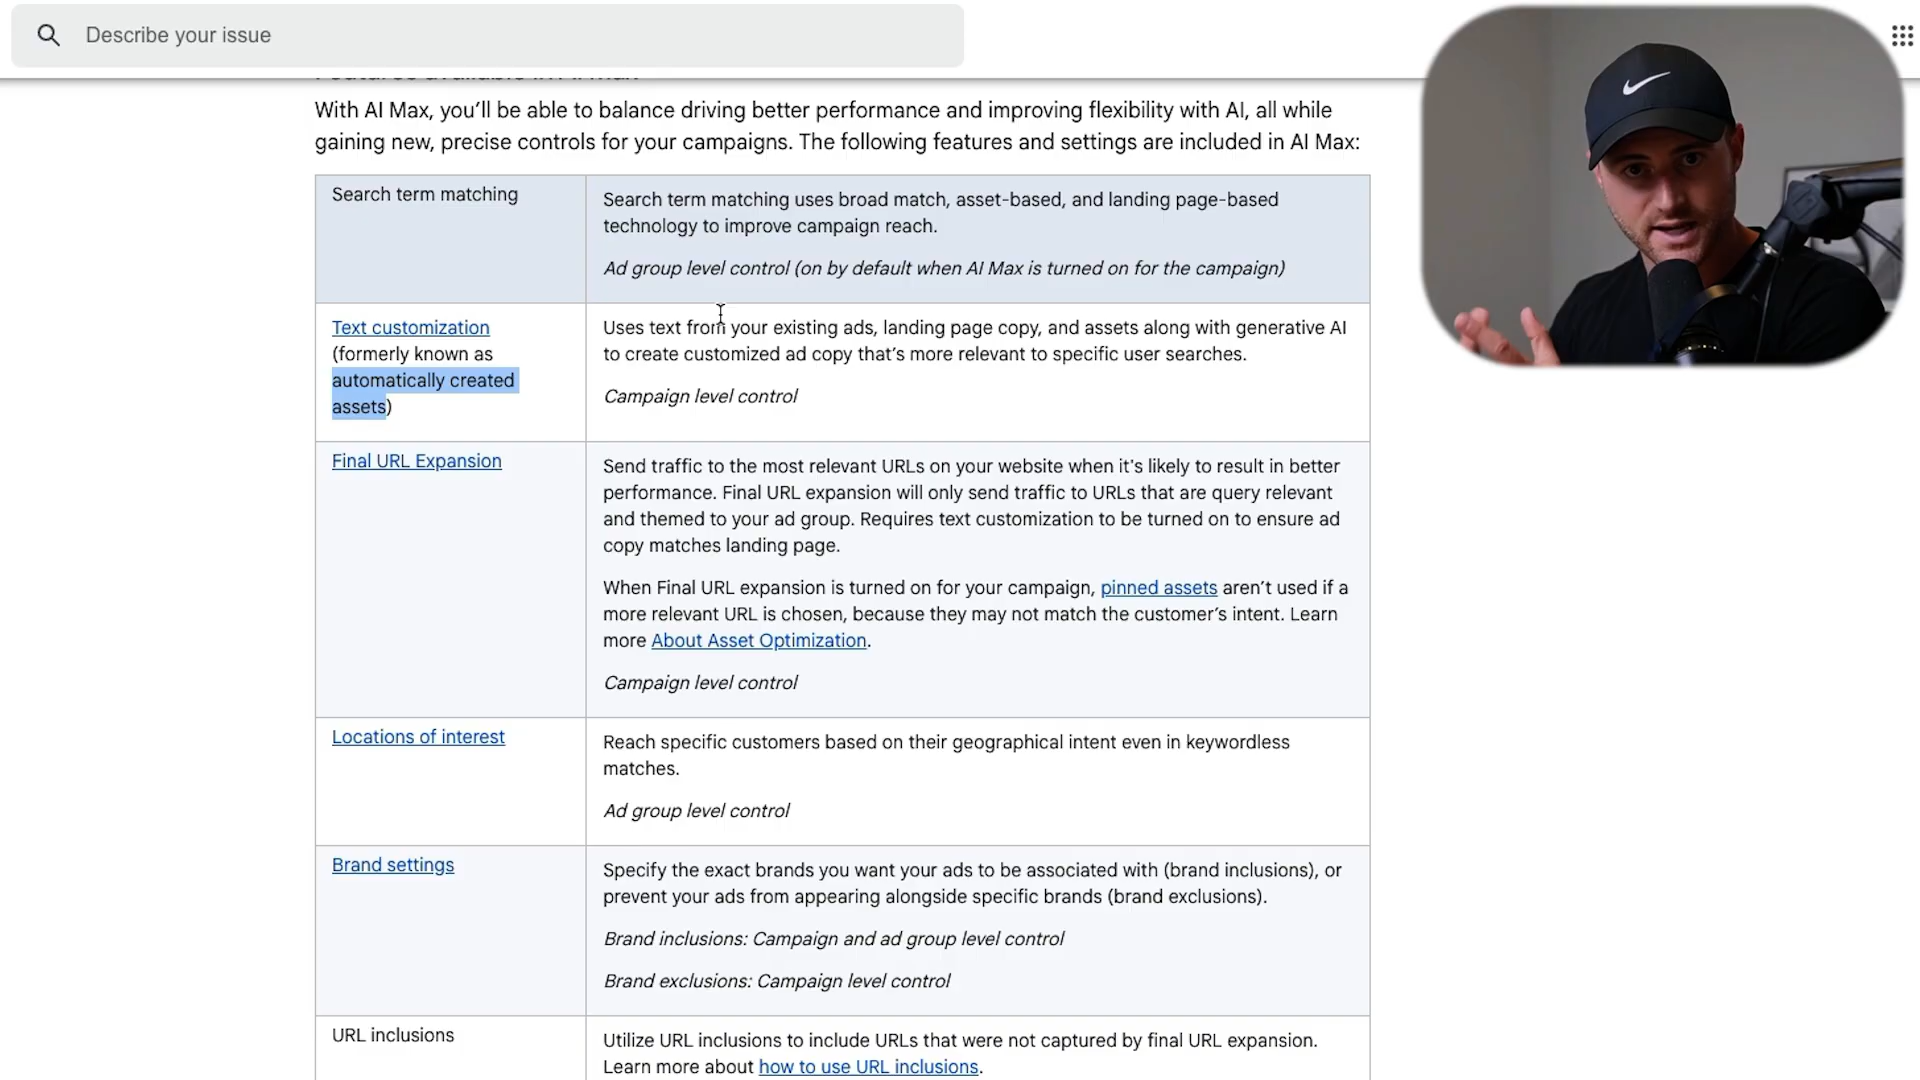 Describe your issue
Features available in AI Max
With AI Max, you’ll be able to balance driving better performance and improving flexibility with AI, all while
gaining new, precise controls for your campaigns. The following features and settings are included in AI Max:
Search term matching
Search term matching uses broad match, asset-based, and landing page-based
technology to improve campaign reach.
Ad group level control (on by default when AI Max is turned on for the campaign)
Text customization
(formerly known as
automatically created
assets)
Uses text from your existing ads, landing page copy, and assets along with generative AI
to create customized ad copy that’s more relevant to specific user searches.
Campaign level control
Final URL Expansion
Send traffic to the most relevant URLs on your website when it's likely to result in better
performance. Final URL expansion will only send traffic to URLs that are query relevant
and themed to your ad group. Requires text customization to be turned on to ensure ad
copy matches landing page.
When Final URL expansion is turned on for your campaign, pinned assets aren’t used if a
more relevant URL is chosen, because they may not match the customer’s intent. Learn
more About Asset Optimization.
Campaign level control
Locations of interest
Reach specific customers based on their geographical intent even in keywordless
matches.
Ad group level control
Brand settings
Specify the exact brands you want your ads to be associated with (brand inclusions), or
prevent your ads from appearing alongside specific brands (brand exclusions).
Brand inclusions: Campaign and ad group level control
Brand exclusions: Campaign level control
URL inclusions
Utilize URL inclusions to include URLs that were not captured by final URL expansion.
Learn more about how to use URL inclusions.